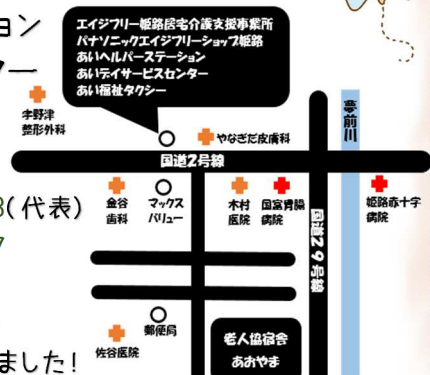 ョン
ター
エイジフリー姫路居宅介護支援事業所
パナソニックエイジフリーショップ姫路
あいヘルパーステーション
あいデイサービスセンター
あい福祉タクシー
宇野津
整形外科
やなぎだ皮膚科
夢前川
国道2号線
(代表)
金谷
歯科
マックス
バリュー
木村
医院
国富胃腸
病院
姫路赤十字
病院
国道29号線
7
郵便局
佐谷医院
老人協宿舎
あおやま
ました!